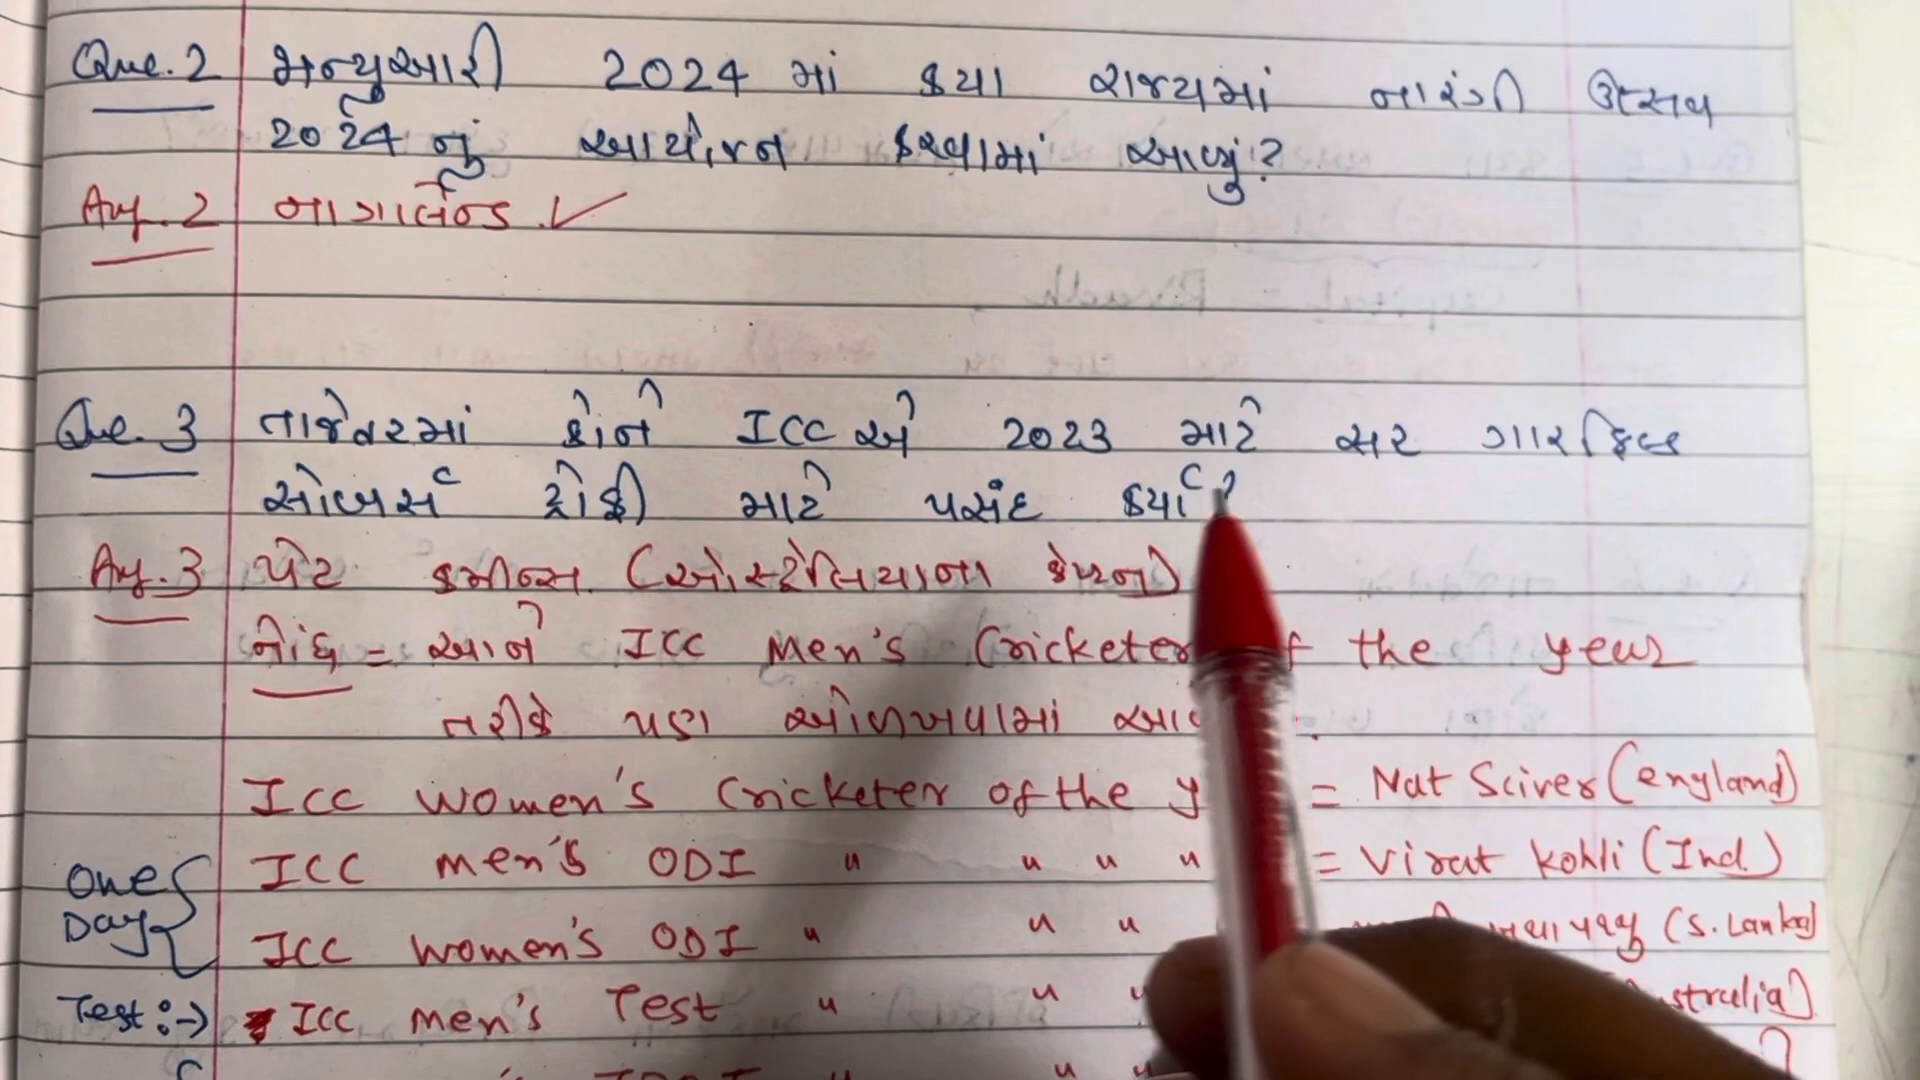 Que. 2 જાન્યુઆરી 2024 માં કયા રાજ્યમાં નારંગી ઉત્સવ
2024 નું આયોજન કરવામાં આવ્યું?
Ans. 2 નાગાલેન્ડ. ✓
Que. 3 તાજેતરમાં કોને ICC એ 2023 માટે સર ગારફિલ્ડ
સોબર્સ ટ્રોફી માટે પસંદ કર્યા?
Ans. 3 પેટ કમીન્સ. (ઓસ્ટ્રેલિયાના કેપ્ટન)
નોંધ = આને ICC Men's Cricketer of the year
તરીકે પણ ઓળખવામાં
ICC Women's Cricketer of the = Nat Sciver (england)
One Day ICC men's ODI " " " " = Virat Kohli (Ind.)
ICC women's ODI " " " (S. Lanka)
Test :→ ICC men's Test " " "